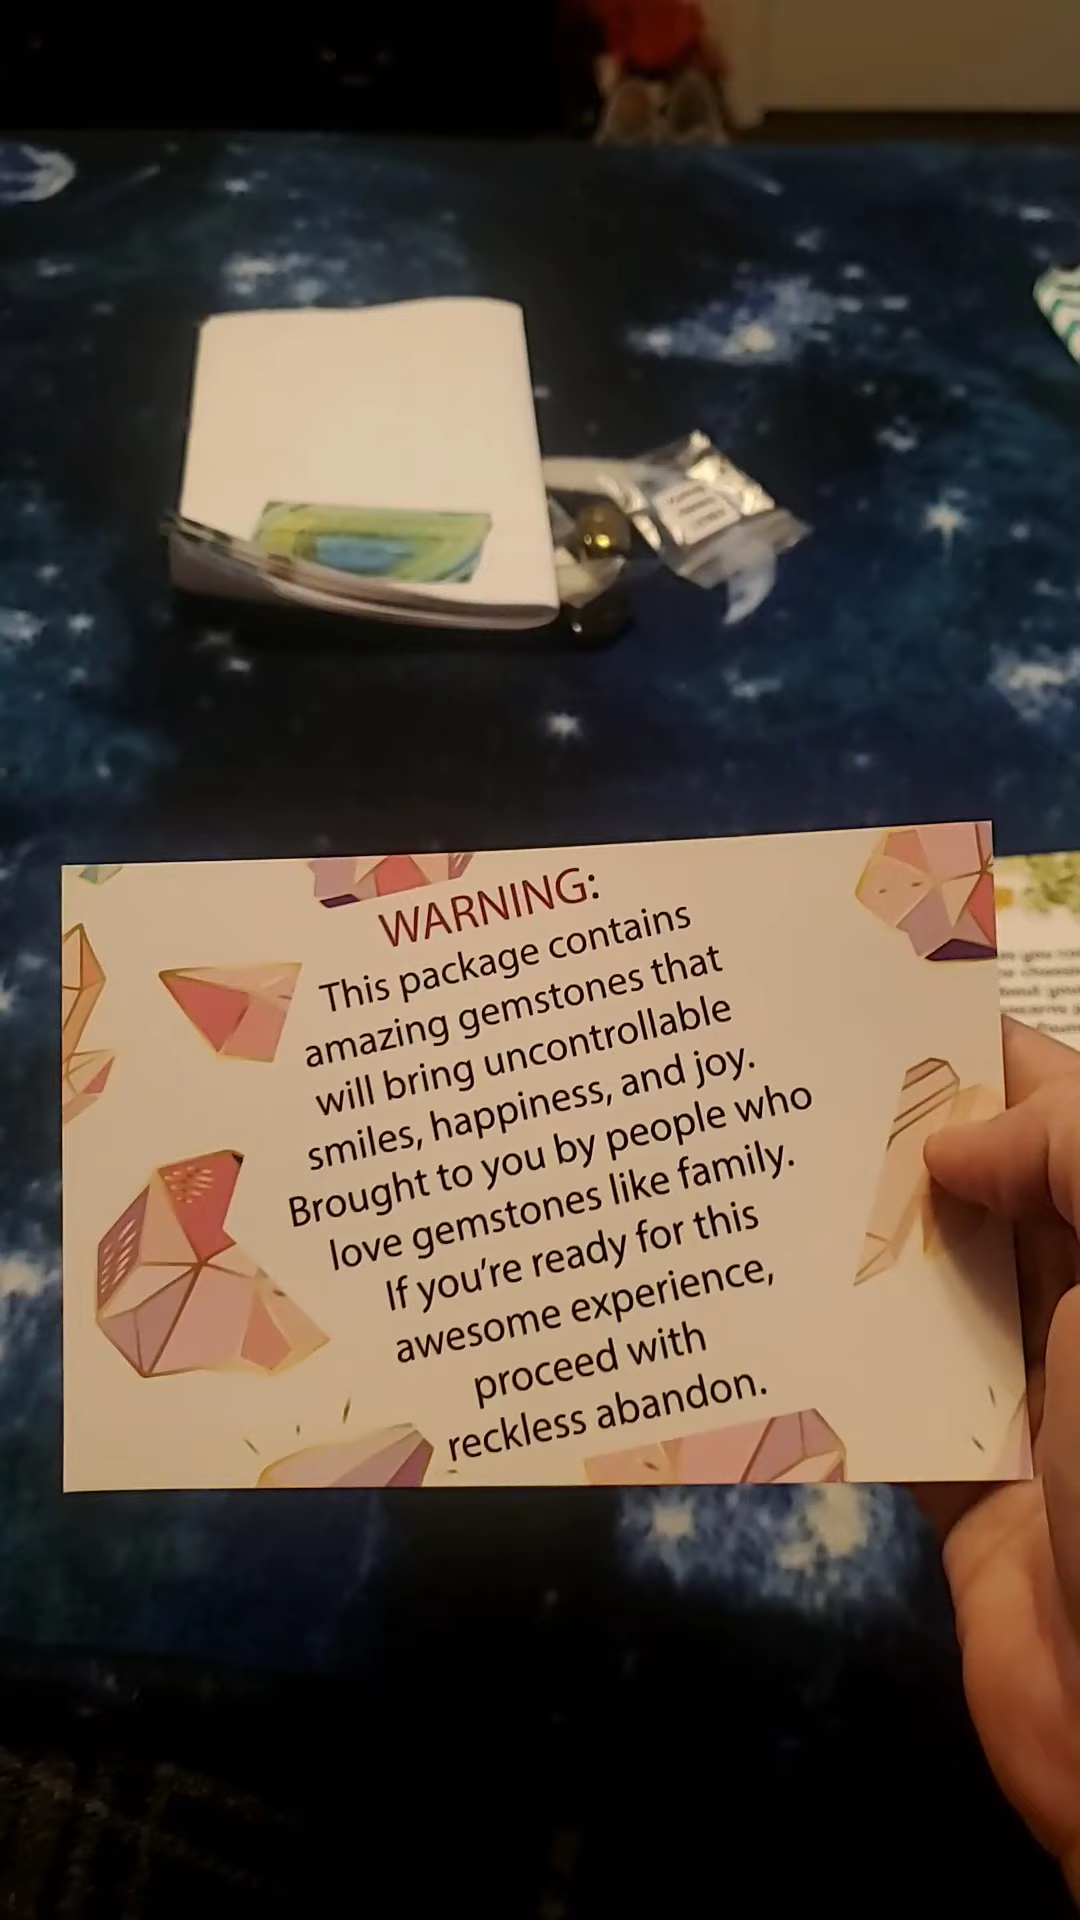 WARNING:
This package contains
amazing gemstones that
will bring uncontrollable
smiles, happiness, and joy.
Brought to you by people who
love gemstones like family.
If you're ready for this
awesome experience,
proceed with
reckless abandon.